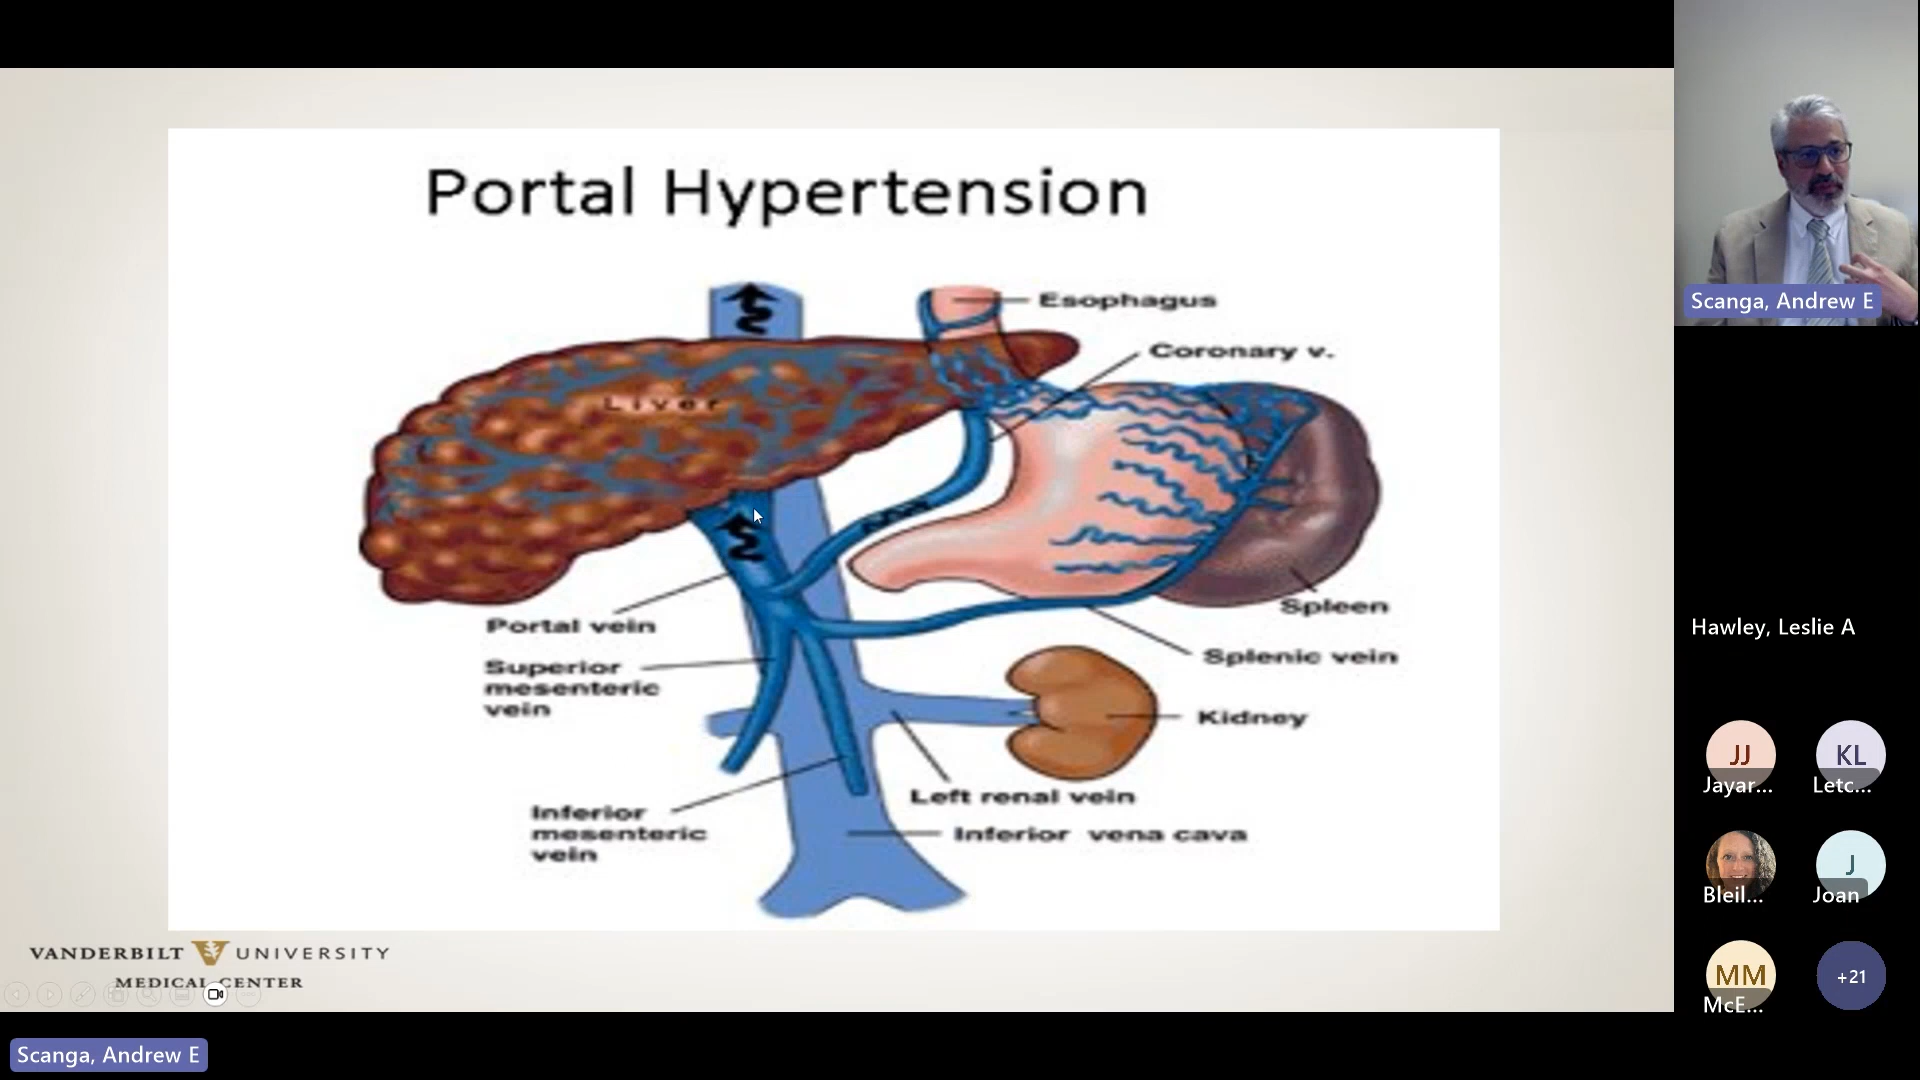 Portal Hypertension
Esophagus
Coronary v.
Liver
Portal vein
Superior
mesenteric
vein
Spleen
Splenic vein
Kidney
Left renal vein
Inferior
mesenteric
vein
Inferior vena cava
VANDERBILT V UNIVERSITY
MEDICAL CENTER
Scanga, Andrew E
Scanga, Andrew E
Hawley, Leslie A
JJ
Jayar...
KL
Letc...
Bleil...
J
Joan
MM
McE...
+21